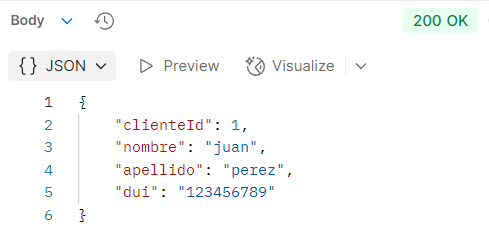 Body 200 OK
{} JSON Preview Visualize
1 {
2 "clienteId": 1,
3 "nombre": "juan",
4 "apellido": "perez",
5 "dui": "123456789"
6 }